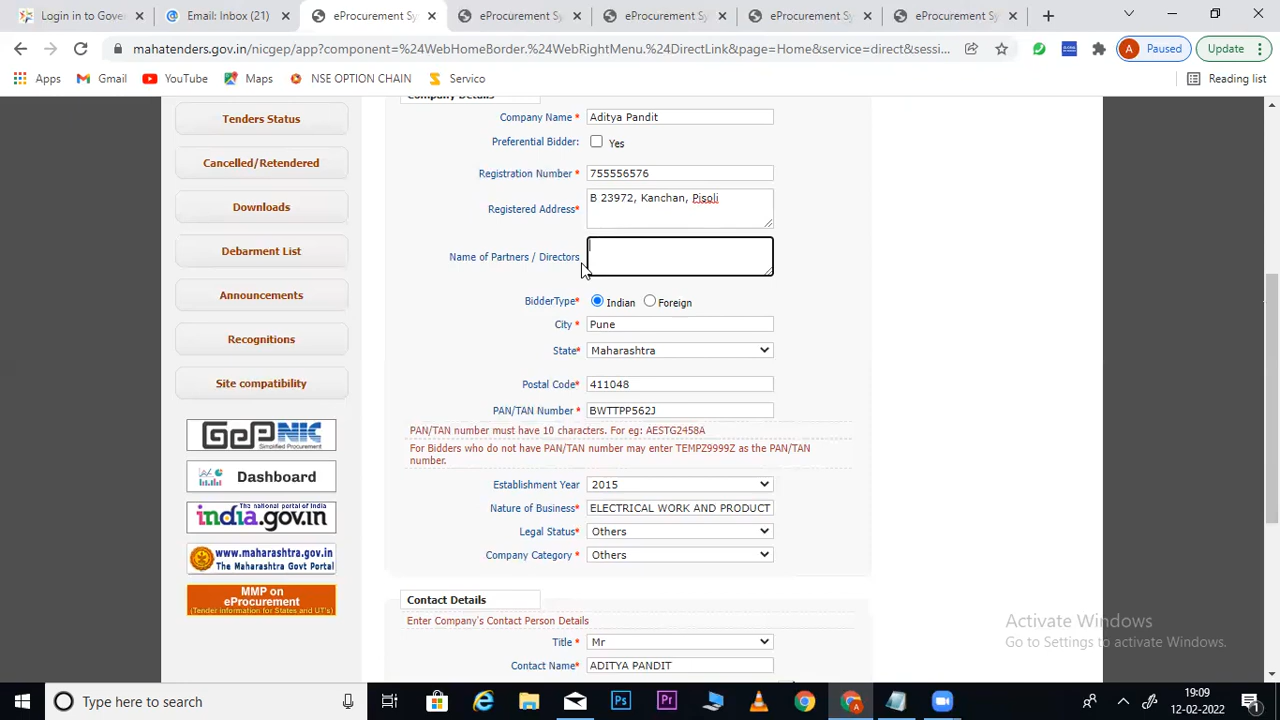 Login in to Gove
Email: Inbox (21)
eProcurement Sy
eProcurement Sy
eProcurement Sy
eProcurement Sy
eProcurement Sy
mahatenders.gov.in/nicgep/app?component=%24WebHomeBorder.%24WebRightMenu.%24DirectLink&page=Home&service=direct&sessi...
A Paused
Update
Apps
Gmail
YouTube
Maps
NSE OPTION CHAIN
Servico
Reading list
Tenders Status
Cancelled/Retendered
Downloads
Debarment List
Announcements
Recognitions
Site compatibility
GePNIC
Simplified Procurement
Dashboard
The national portal of India
india.gov.in
www.maharashtra.gov.in
The Maharashtra Govt Portal
MMP on
eProcurement
(Tender information for States and UT's)
Company Details
Company Name * Aditya Pandit
Preferential Bidder: Yes
Registration Number * 755556576
Registered Address* B 23972, Kanchan, Pisoli
Name of Partners / Directors
BidderType* Indian Foreign
City * Pune
State* Maharashtra
Postal Code* 411048
PAN/TAN Number * BWTTPP562J
PAN/TAN number must have 10 characters. For eg: AESTG2458A
For Bidders who do not have PAN/TAN number may enter TEMPZ9999Z as the PAN/TAN
number.
Establishment Year 2015
Nature of Business* ELECTRICAL WORK AND PRODUCT
Legal Status* Others
Company Category * Others
Contact Details
Enter Company's Contact Person Details
Title * Mr
Contact Name* ADITYA PANDIT
Activate Windows
Go to Settings to activate Windows.
Type here to search
Ps
Pr
A
19:09
12-02-2022
1